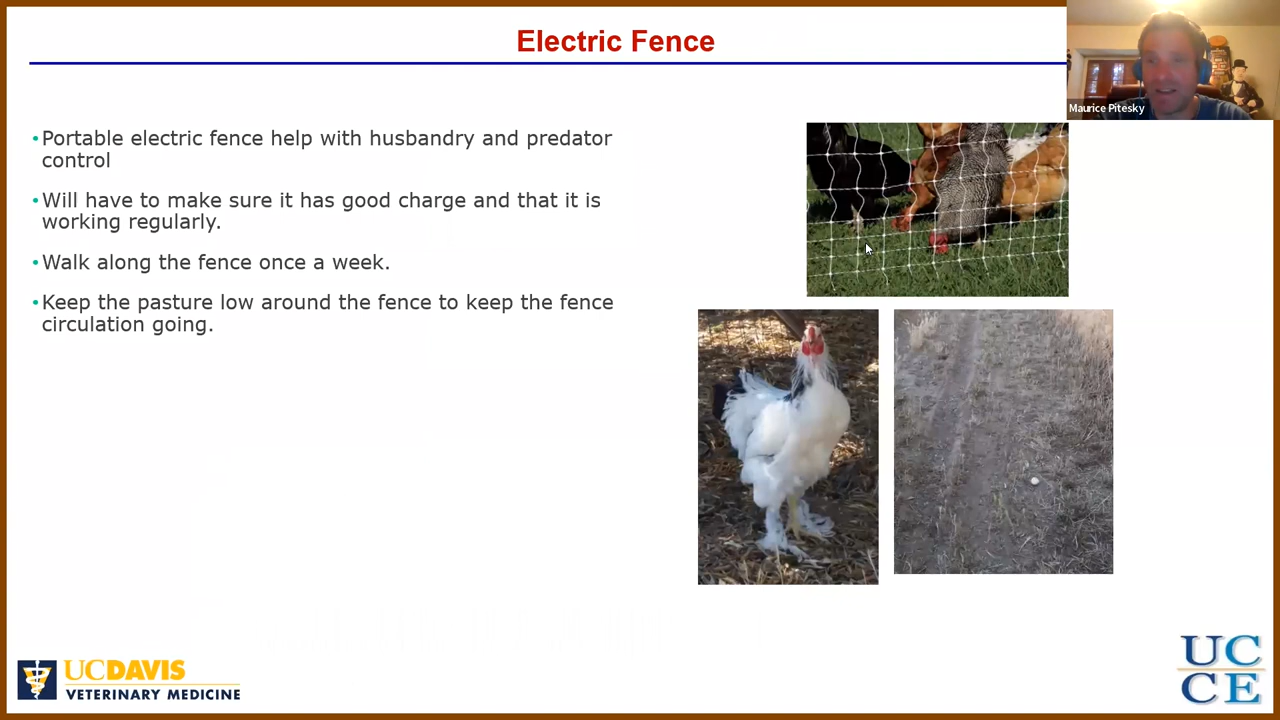 Electric Fence
Maurice Pitesky
•Portable electric fence help with husbandry and predator
control
•Will have to make sure it has good charge and that it is
working regularly.
•Walk along the fence once a week.
•Keep the pasture low around the fence to keep the fence
circulation going.
UCDAVIS
VETERINARY MEDICINE
UC
CE